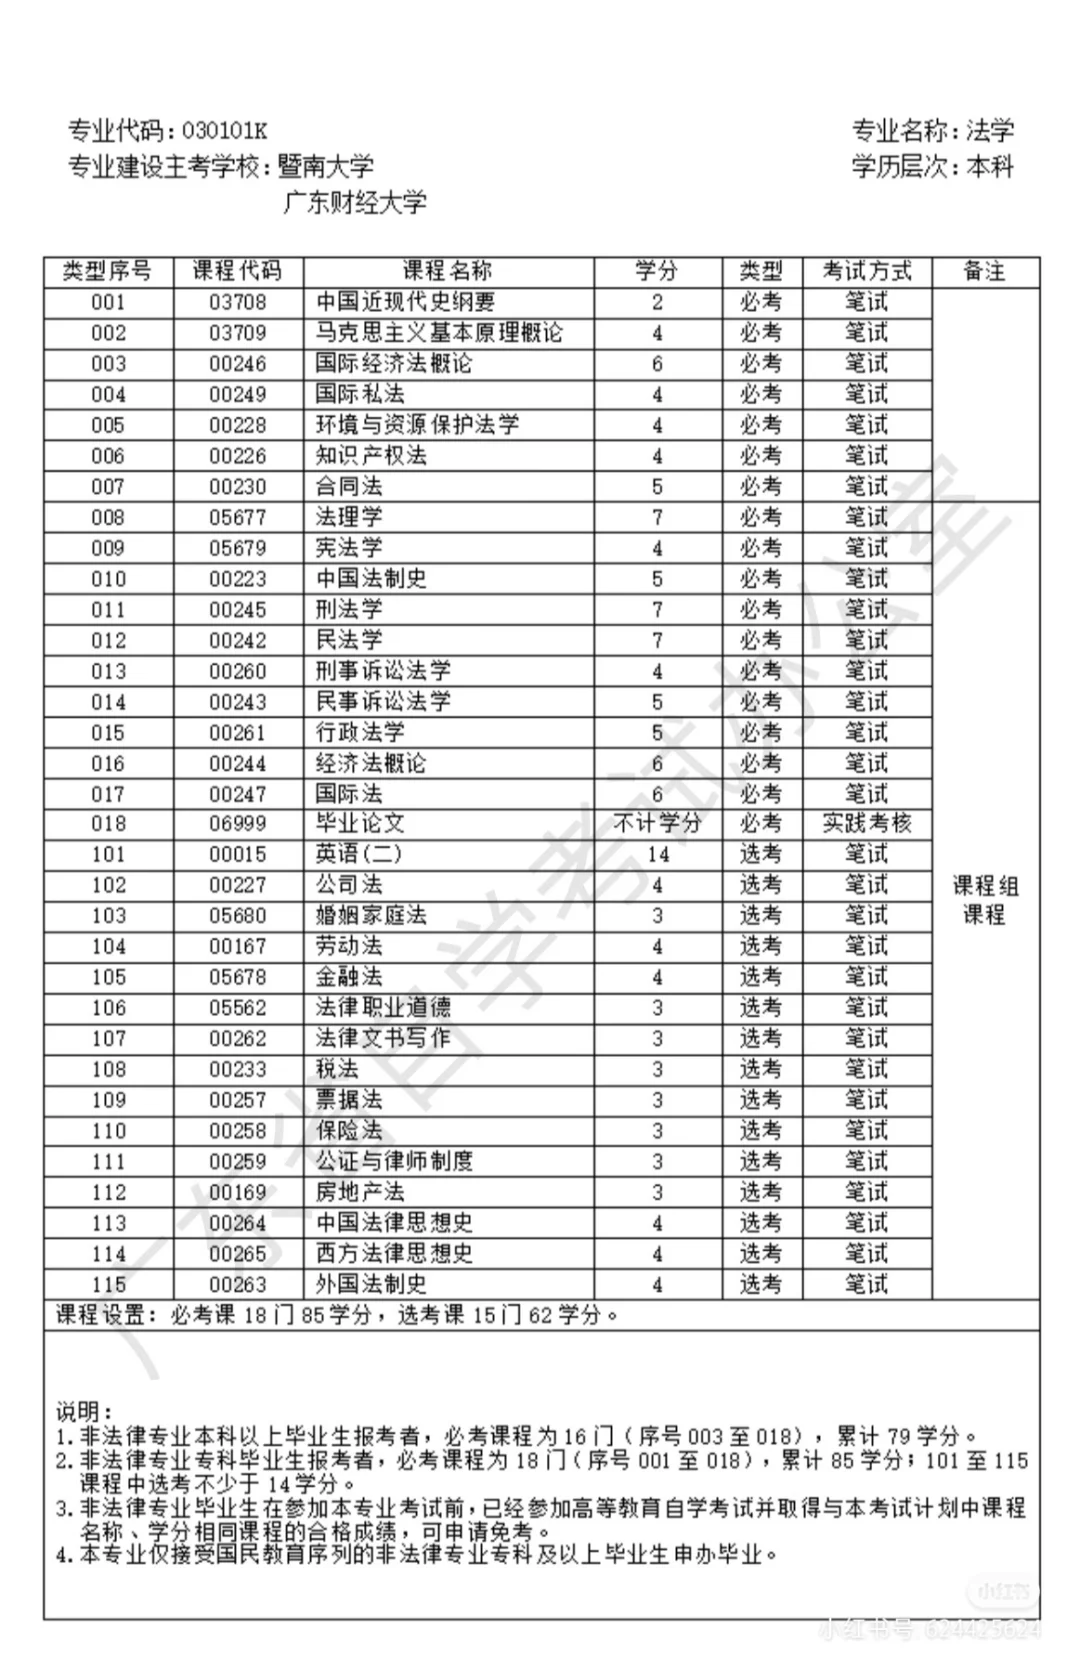 专业代码:030101K 专业名称:法学
专业建设主考学校:暨南大学 学历层次:本科
广东财经大学
类型序号 课程代码 课程名称 学分 类型 考试方式 备注
001 03708 中国近现代史纲要 2 必考 笔试
002 03709 马克思主义基本原理概论 4 必考 笔试
003 00246 国际经济法概论 6 必考 笔试
004 00249 国际私法 4 必考 笔试
005 00228 环境与资源保护法学 4 必考 笔试
006 00226 知识产权法 4 必考 笔试
007 00230 合同法 5 必考 笔试
008 05677 法理学 7 必考 笔试
009 05679 宪法学 4 必考 笔试
010 00223 中国法制史 5 必考 笔试
011 00245 刑法学 7 必考 笔试
012 00242 民法学 7 必考 笔试
013 00260 刑事诉讼法学 4 必考 笔试
014 00243 民事诉讼法学 5 必考 笔试
015 00261 行政法学 5 必考 笔试
016 00244 经济法概论 6 必考 笔试
017 00247 国际法 6 必考 笔试
018 06999 毕业论文 不计学分 必考 实践考核
101 00015 英语(二) 14 选考 笔试
102 00227 公司法 4 选考 笔试 课程组
103 05680 婚姻家庭法 3 选考 笔试 课程
104 00167 劳动法 4 选考 笔试
105 05678 金融法 4 选考 笔试
106 05562 法律职业道德 3 选考 笔试
107 00262 法律文书写作 3 选考 笔试
108 00233 税法 3 选考 笔试
109 00257 票据法 3 选考 笔试
110 00258 保险法 3 选考 笔试
111 00259 公证与律师制度 3 选考 笔试
112 00169 房地产法 3 选考 笔试
113 00264 中国法律思想史 4 选考 笔试
114 00265 西方法律思想史 4 选考 笔试
115 00263 外国法制史 4 选考 笔试
课程设置: 必考课 18 门 85 学分，选考课 15 门 62 学分。
说明:
1.非法律专业本科以上毕业生报考者，必考课程为 16 门（序号 003 至 018），累计 79 学分。
2.非法律专业专科毕业生报考者，必考课程为 18 门（序号 001 至 018），累计 85 学分；101 至 115
课程中选考不少于 14 学分。
3.非法律专业毕业生在参加本专业考试前，已经参加高等教育自学考试并取得与本考试计划中课程
名称、学分相同课程的合格成绩，可申请免考。
4.本专业仅接受国民教育序列的非法律专业专科及以上毕业生申办毕业。
广东省自学考试办公室
小红书
小红书号 624425624